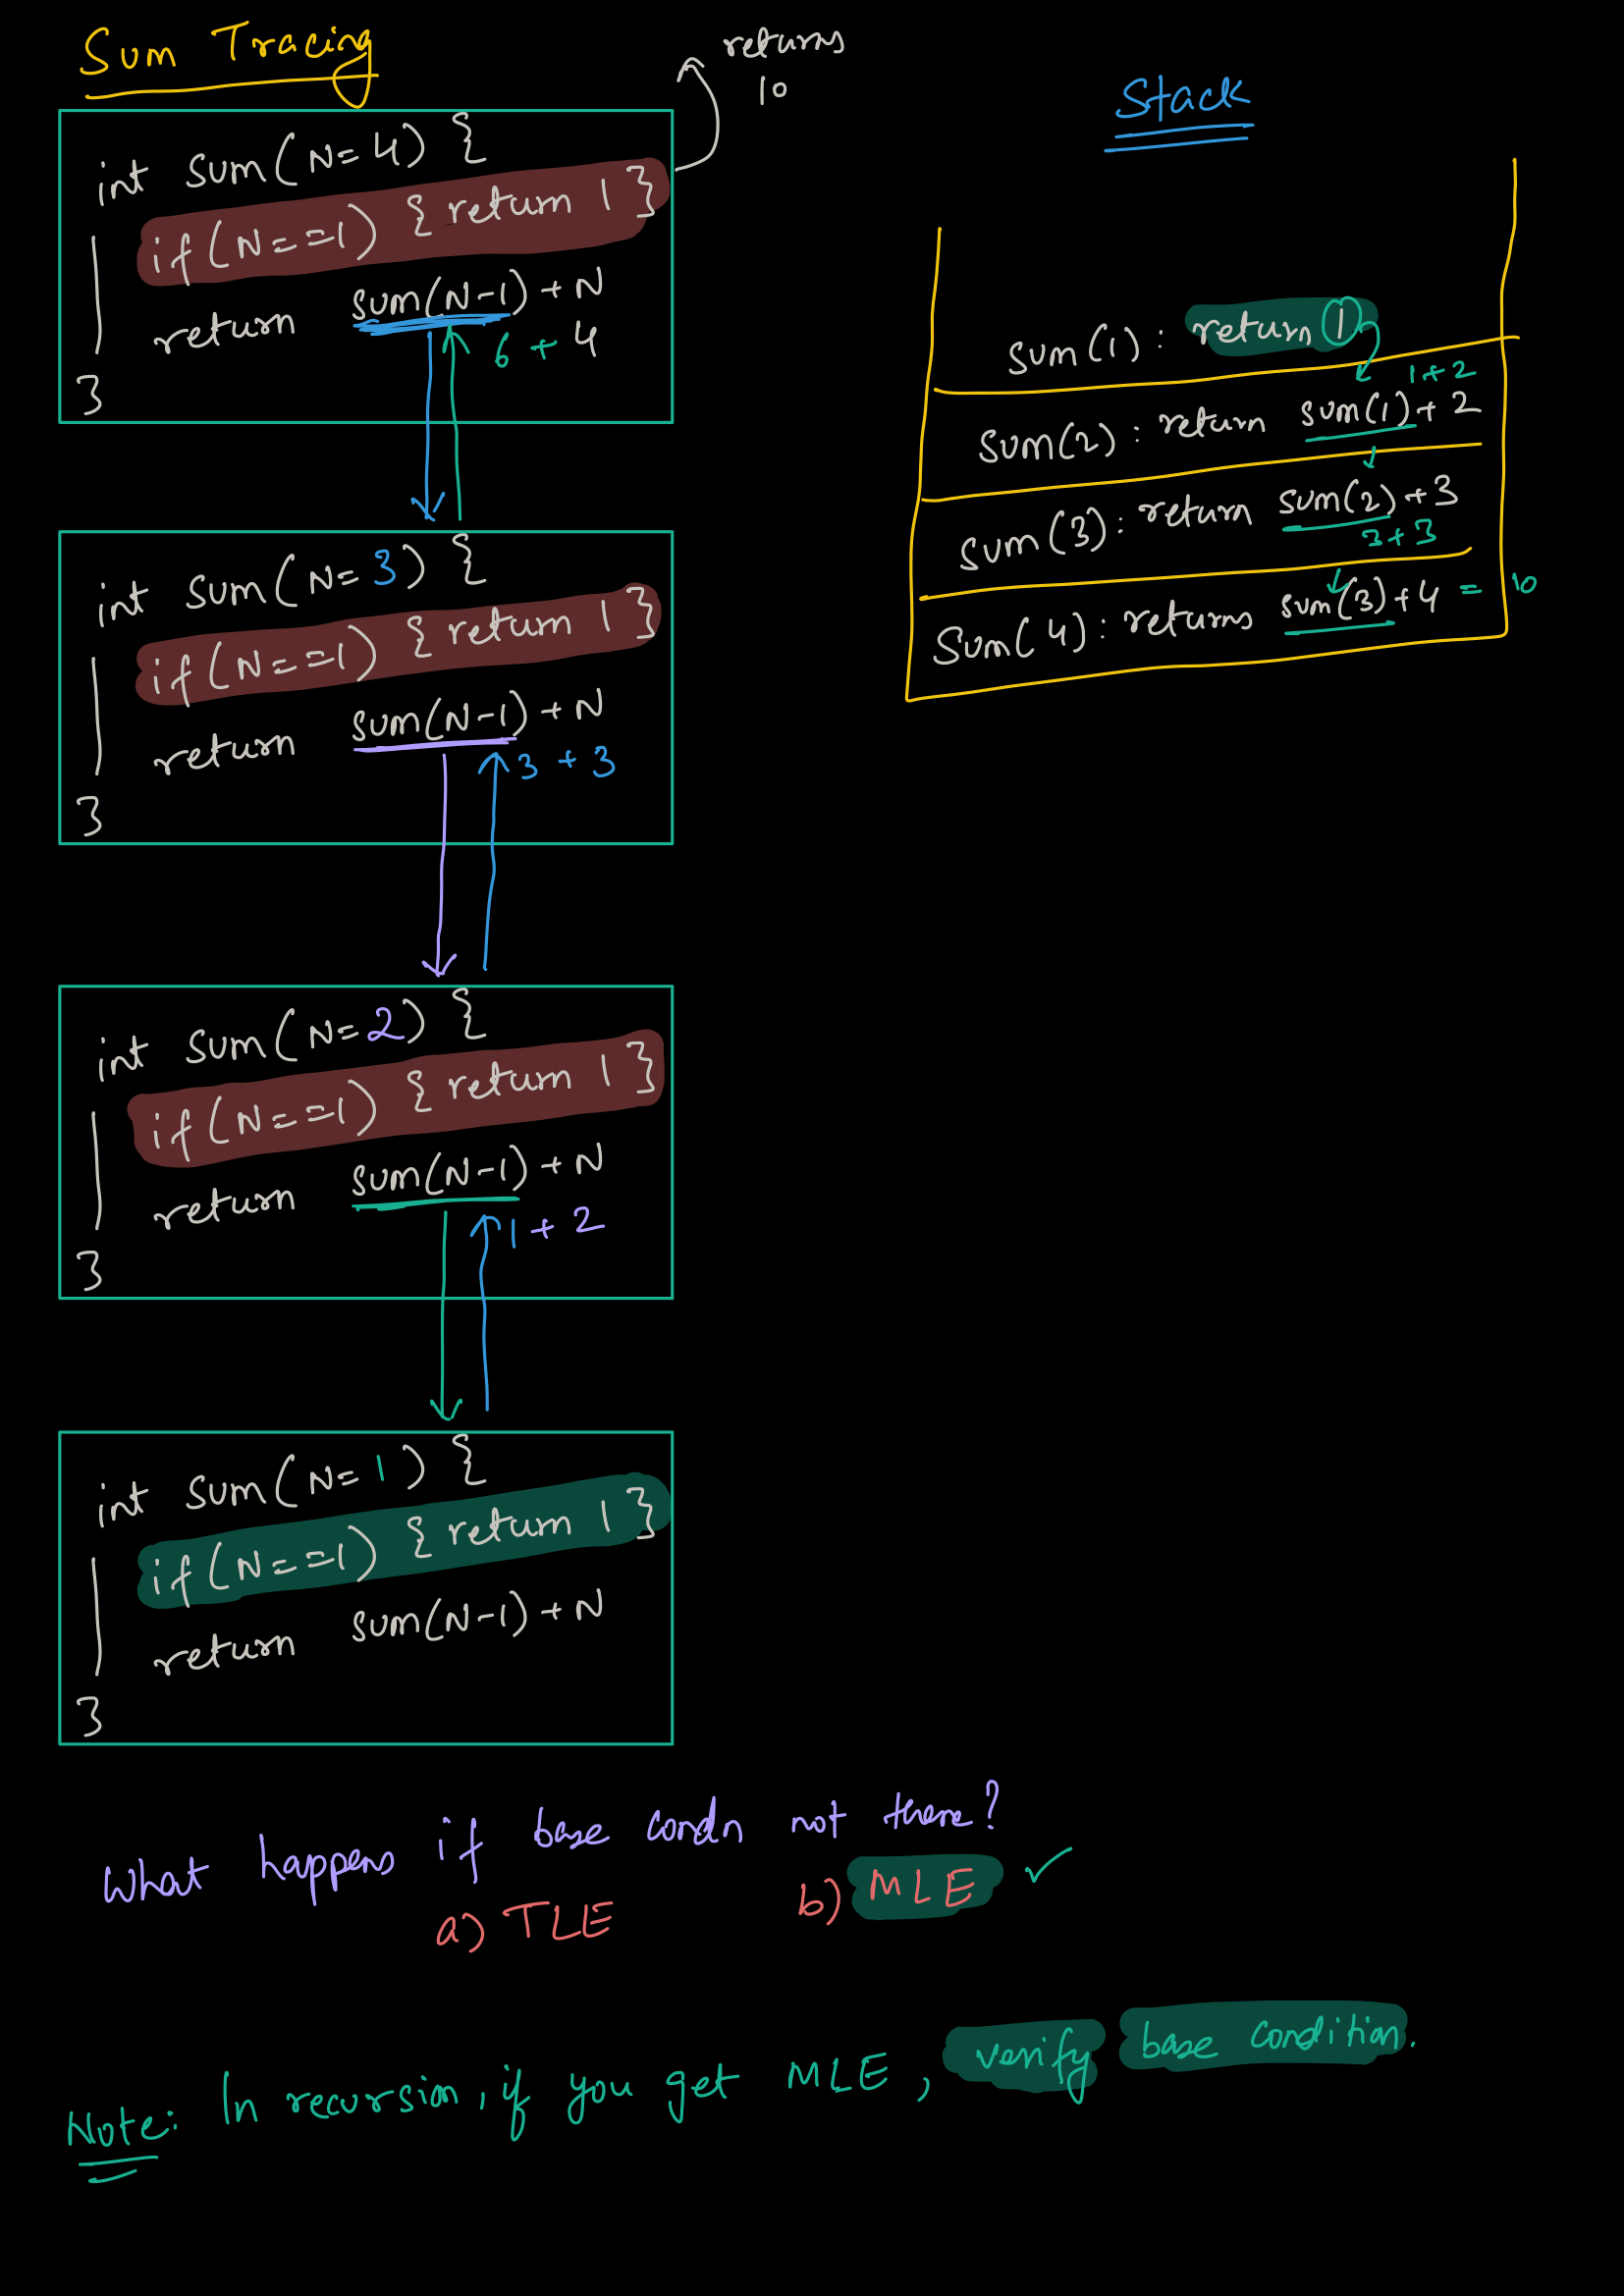 Sum Tracing
returns
10
int sum(N=4) {
if(N==1) { return 1 }
return sum(N-1) + N
6 + 4
}
int sum(N=3) {
if(N==1) { return 1 }
return sum(N-1) + N
3 + 3
}
int sum(N=2) {
if(N==1) { return 1 }
return sum(N-1) + N
1 + 2
}
int sum(N=1) {
if(N==1) { return 1 }
return sum(N-1) + N
}
Stack
sum(1) : return 1
1+2
sum(2) : return sum(1)+2
sum(3) : return sum(2)+3
3+3
sum(4) : returns sum(3)+4 = 10
What happens if base condn not there?
a) TLE b) MLE ✓
Note: In recursion, if you get MLE, verify base condition.